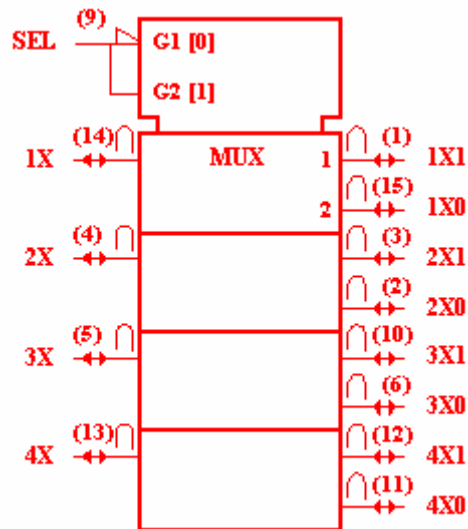 (9)
SEL G1 [0]
G2 [1]
(14) (1)
1X MUX 1 1X1
(15)
2 1X0
(4) (3)
2X 2X1
(2)
2X0
(5) (10)
3X 3X1
(6)
3X0
(13) (12)
4X 4X1
(11)
4X0